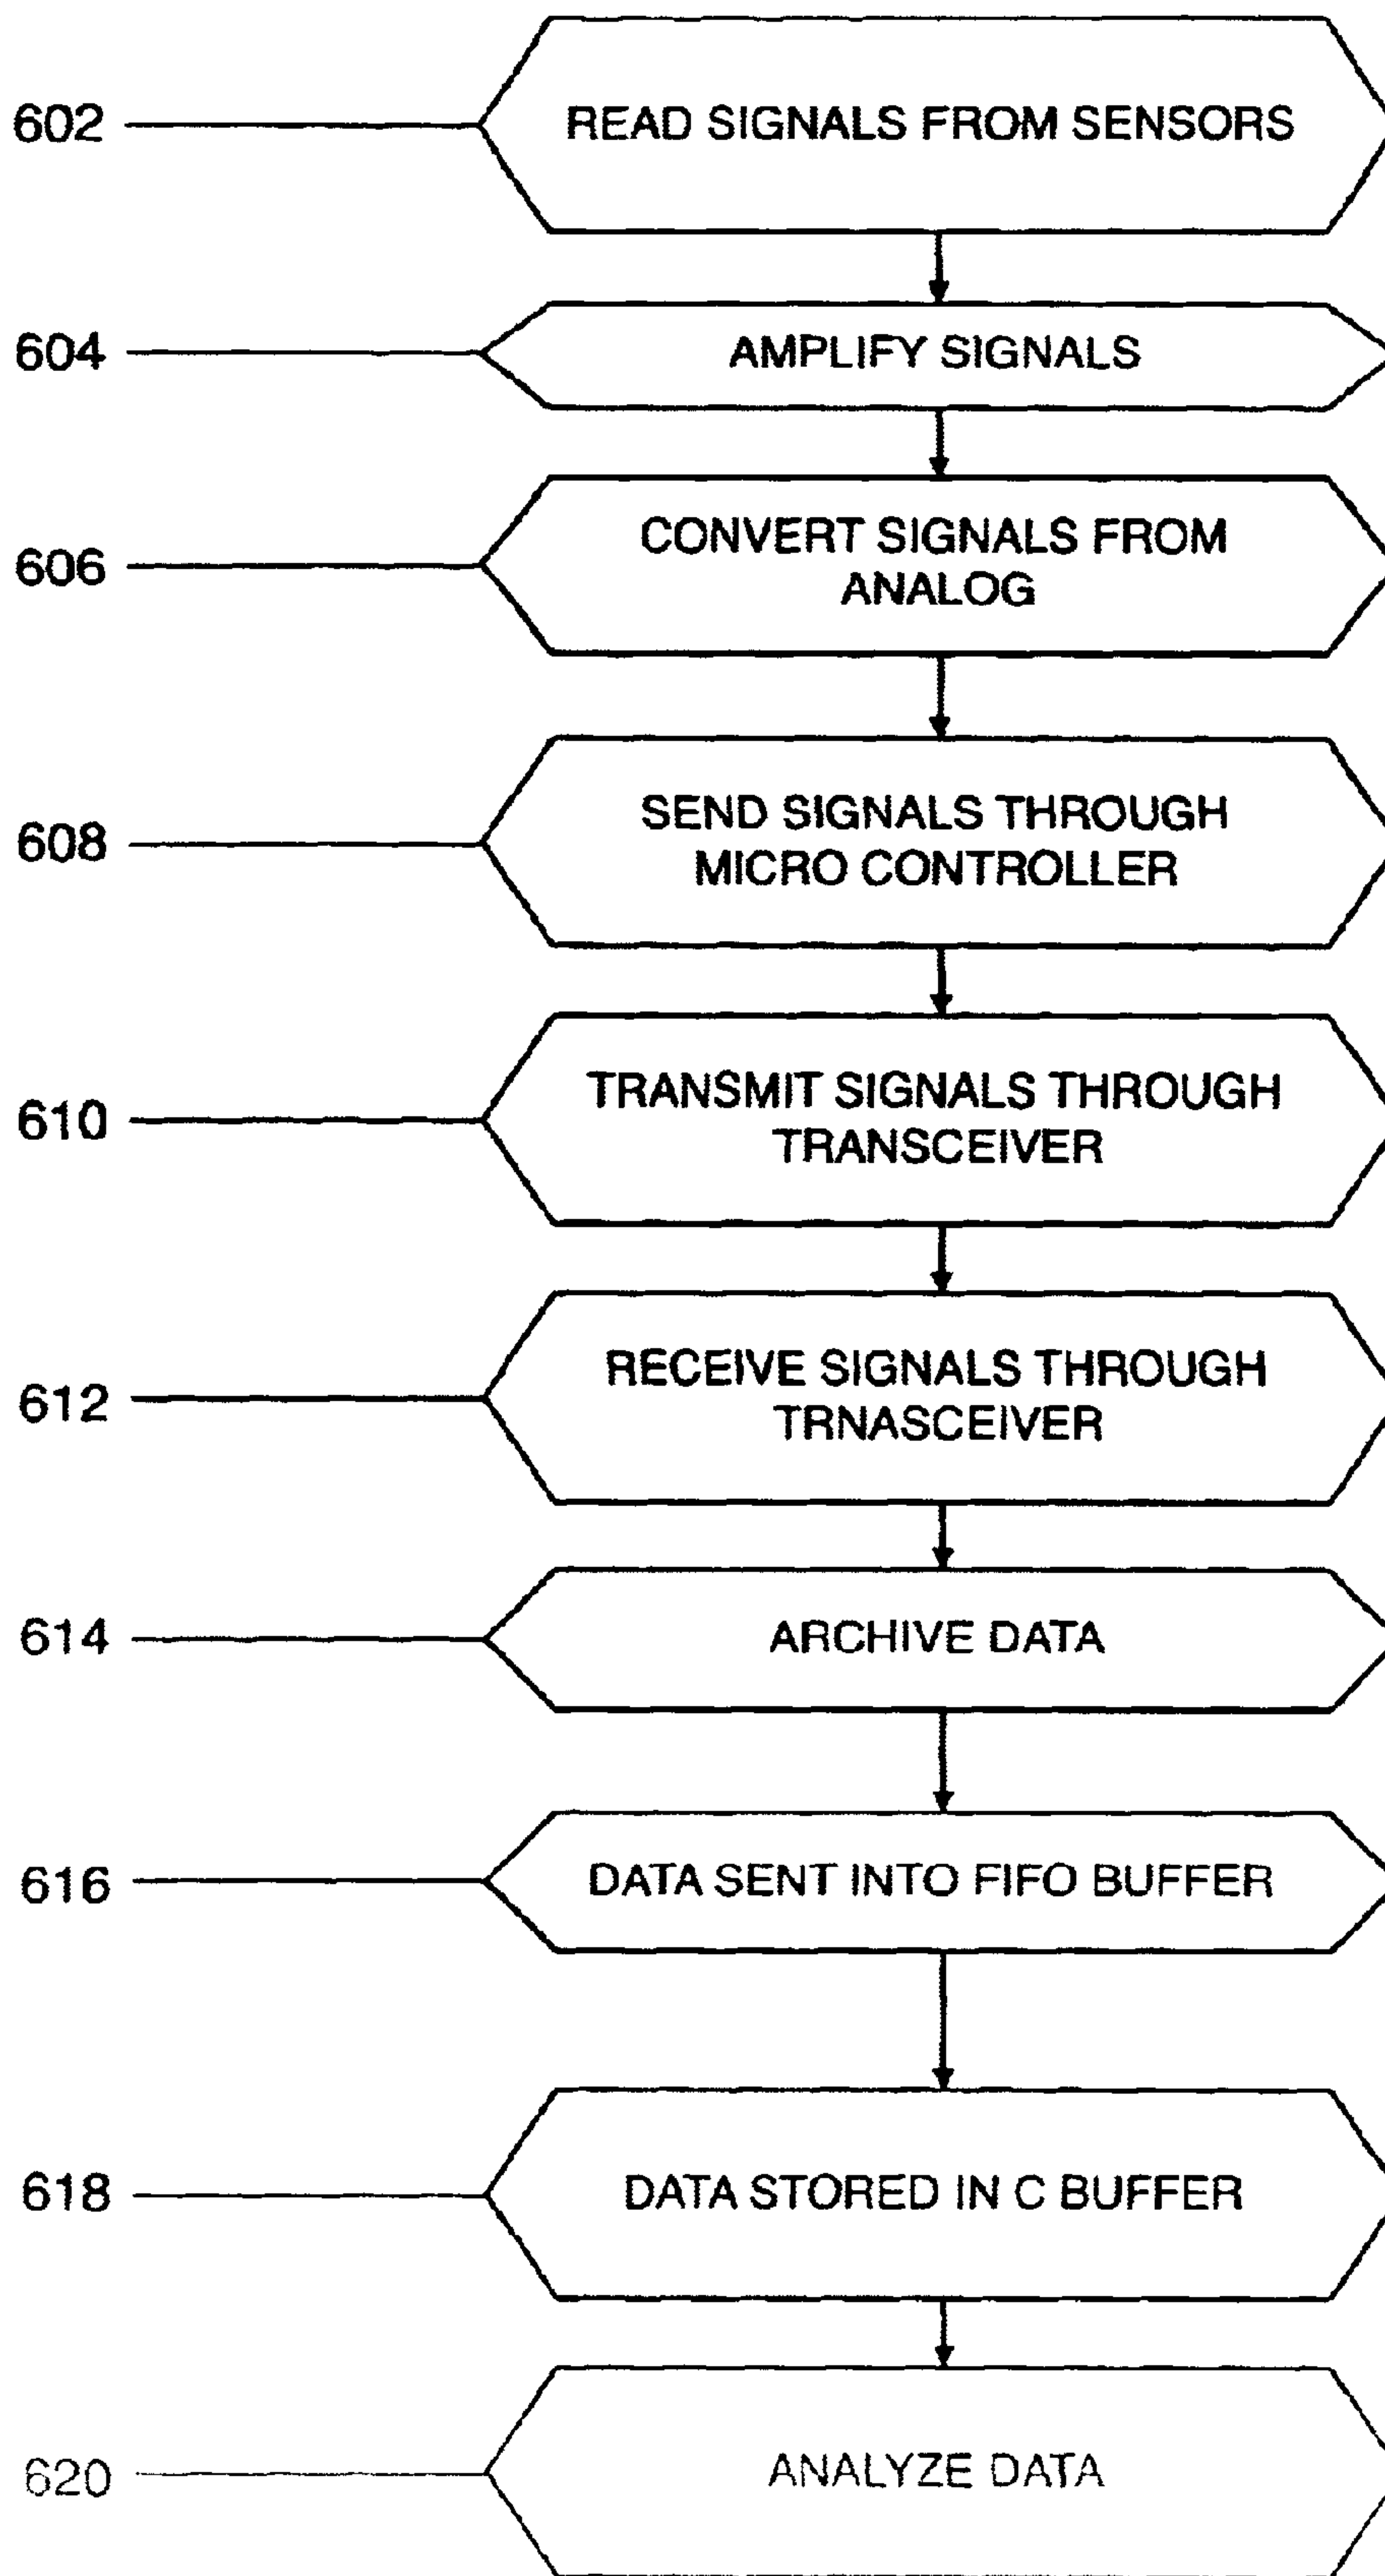 602 READ SIGNALS FROM SENSORS
604 AMPLIFY SIGNALS
606 CONVERT SIGNALS FROM
ANALOG
608 SEND SIGNALS THROUGH
MICRO CONTROLLER
610 TRANSMIT SIGNALS THROUGH
TRANSCEIVER
612 RECEIVE SIGNALS THROUGH
TRNASCEIVER
614 ARCHIVE DATA
616 DATA SENT INTO FIFO BUFFER
618 DATA STORED IN C BUFFER
620 ANALYZE DATA